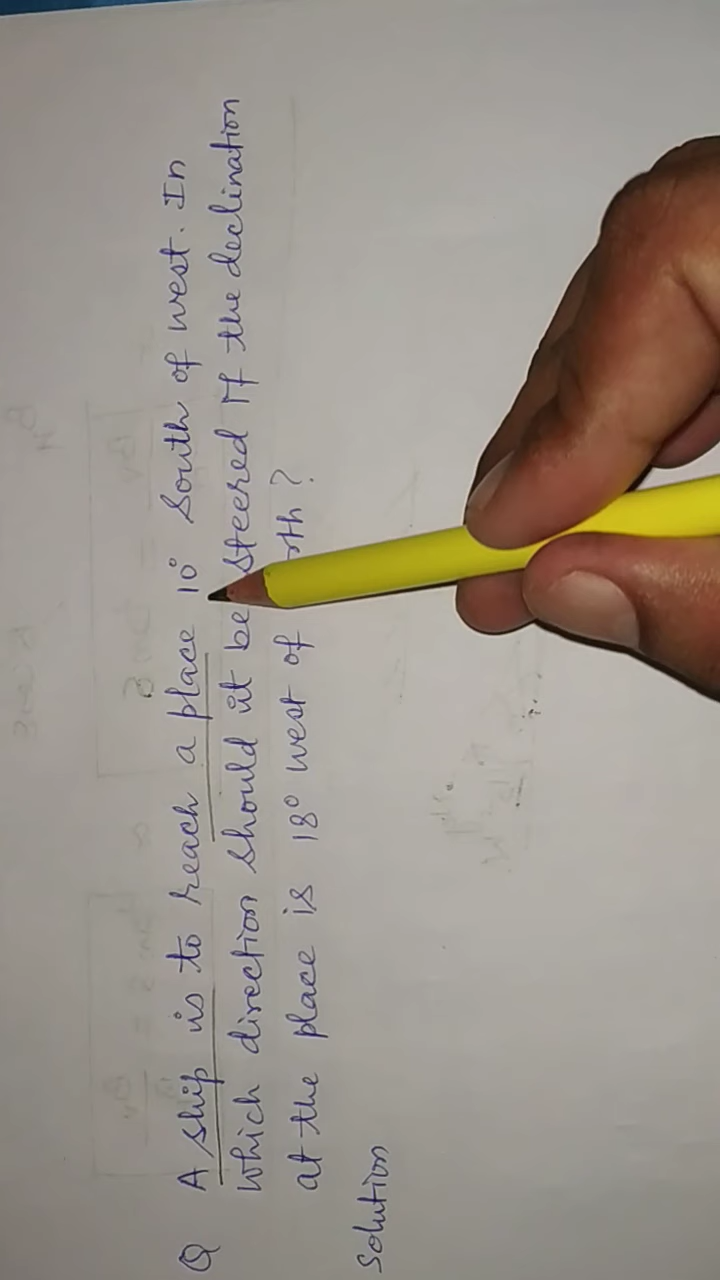 Q A ship is to reach a place 10° South of west. In
which direction should it be steered if the declination
at the place is 18° west of rth?
Solution